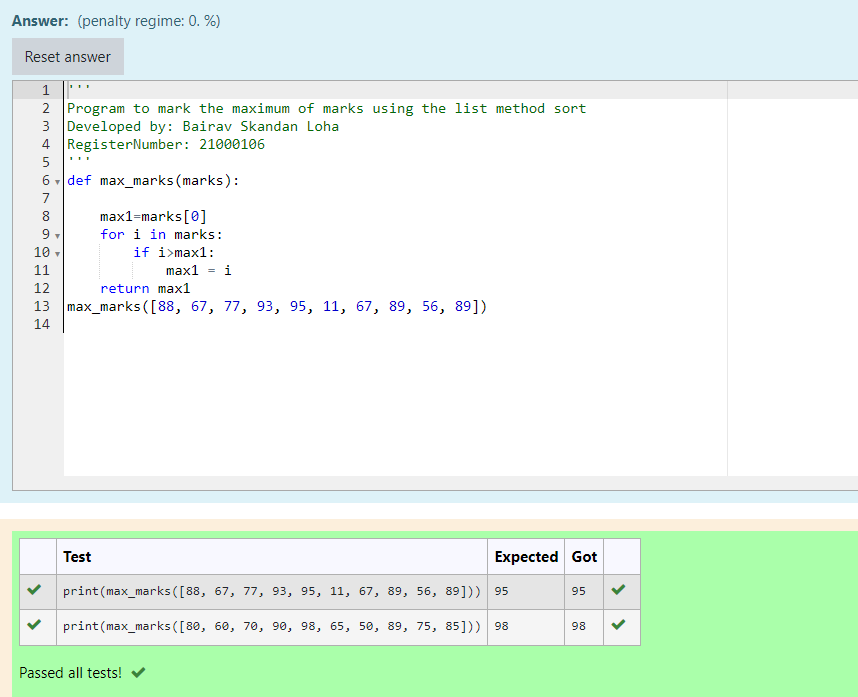 Answer: (penalty regime: 0. %)
Reset answer
1 '''
2 Program to mark the maximum of marks using the list method sort
3 Developed by: Bairav Skandan Loha
4 RegisterNumber: 21000106
5 '''
6 def max_marks(marks):
7
8     max1=marks[0]
9     for i in marks:
10         if i>max1:
11             max1 = i
12     return max1
13 max_marks([88, 67, 77, 93, 95, 11, 67, 89, 56, 89])
14
Test Expected Got
print(max_marks([88, 67, 77, 93, 95, 11, 67, 89, 56, 89])) 95 95
print(max_marks([80, 60, 70, 90, 98, 65, 50, 89, 75, 85])) 98 98
Passed all tests!